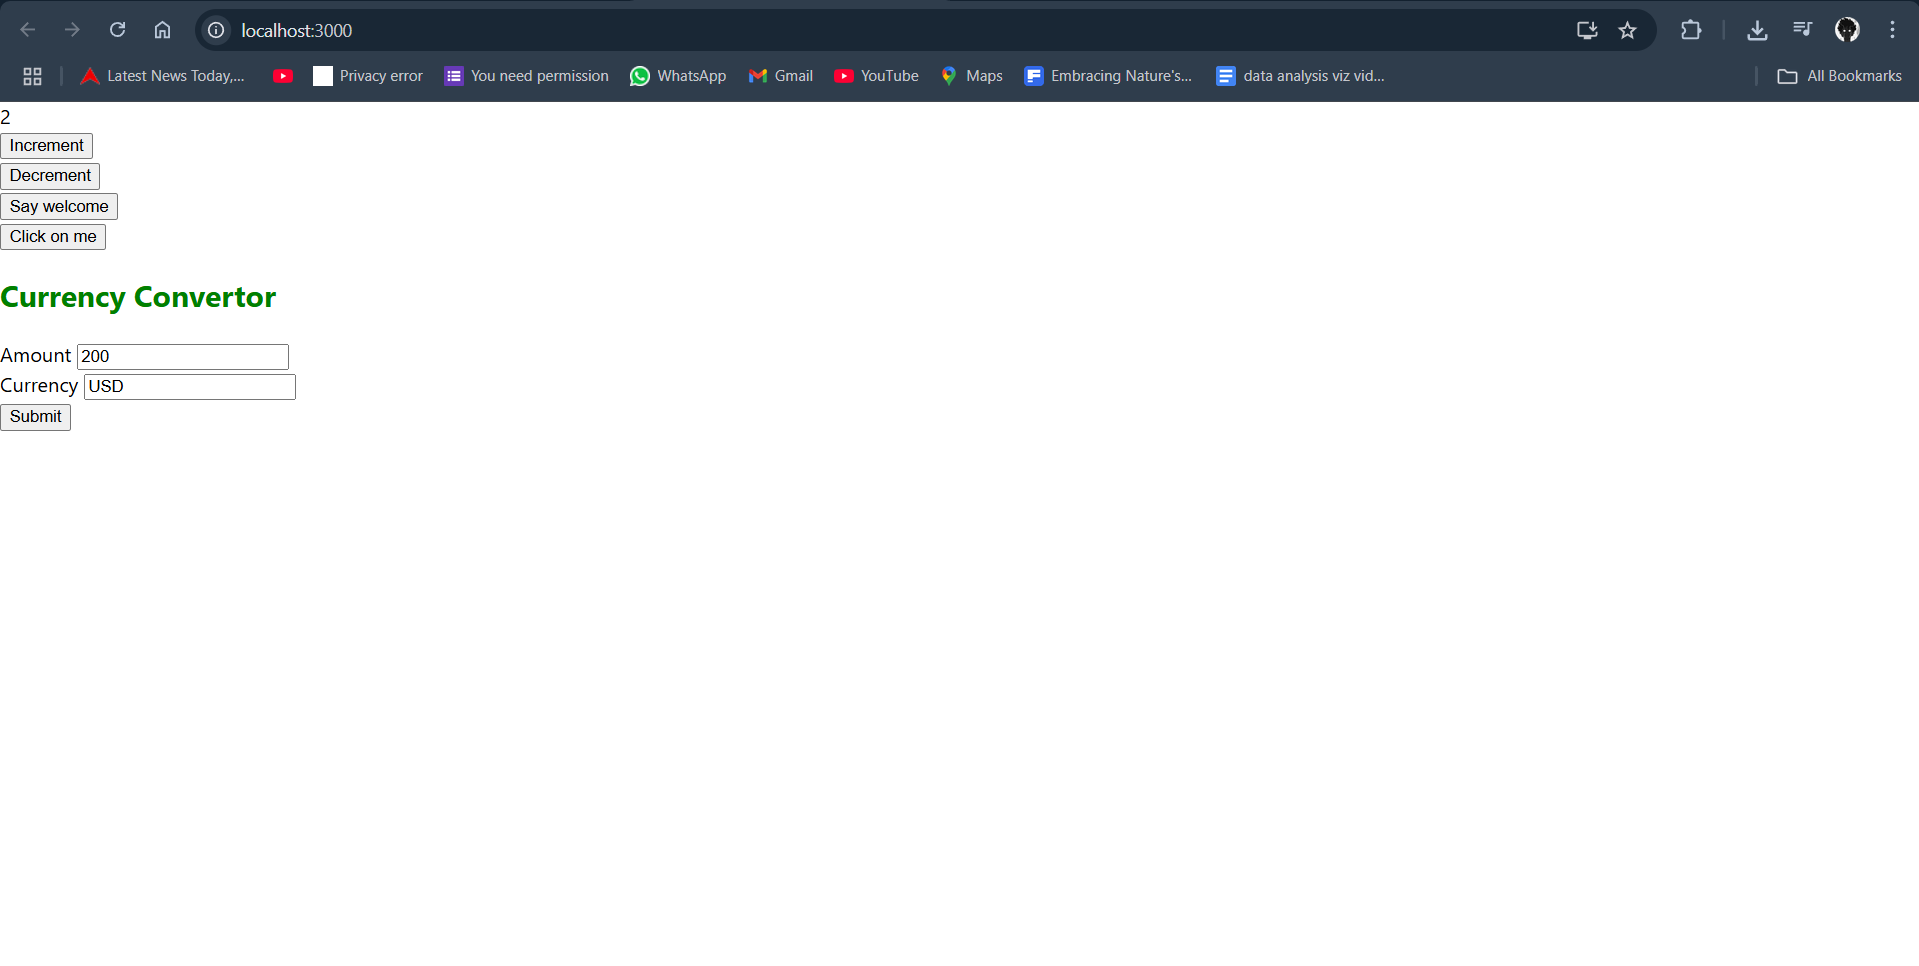 localhost:3000
Latest News Today,... Privacy error You need permission WhatsApp Gmail YouTube Maps Embracing Nature's... data analysis viz vid... All Bookmarks
2
Increment
Decrement
Say welcome
Click on me
Currency Convertor
Amount 200
Currency USD
Submit